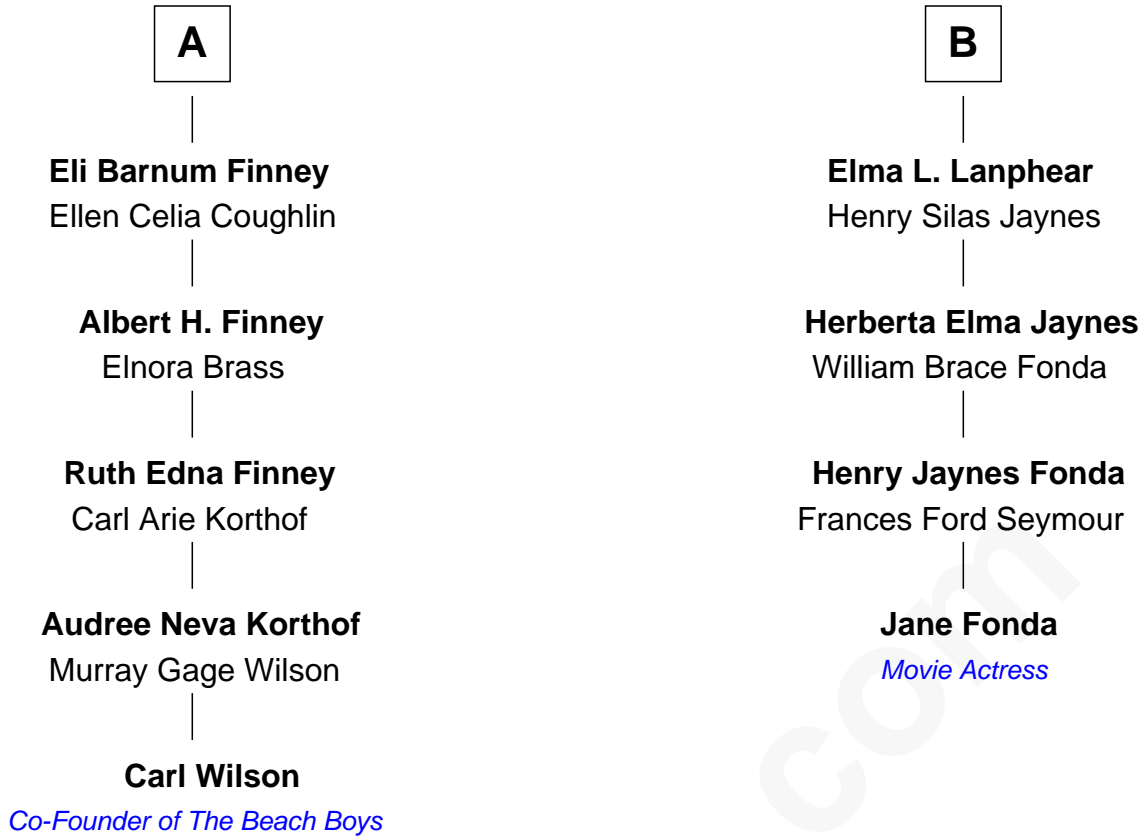 A
Eli Barnum Finney
Ellen Celia Coughlin
Albert H. Finney
Elnora Brass
Ruth Edna Finney
Carl Arie Korthof
Audree Neva Korthof
Murray Gage Wilson
Carl Wilson
Co-Founder of The Beach Boys
B
Elma L. Lanphear
Henry Silas Jaynes
Herberta Elma Jaynes
William Brace Fonda
Henry Jaynes Fonda
Frances Ford Seymour
Jane Fonda
Movie Actress
com